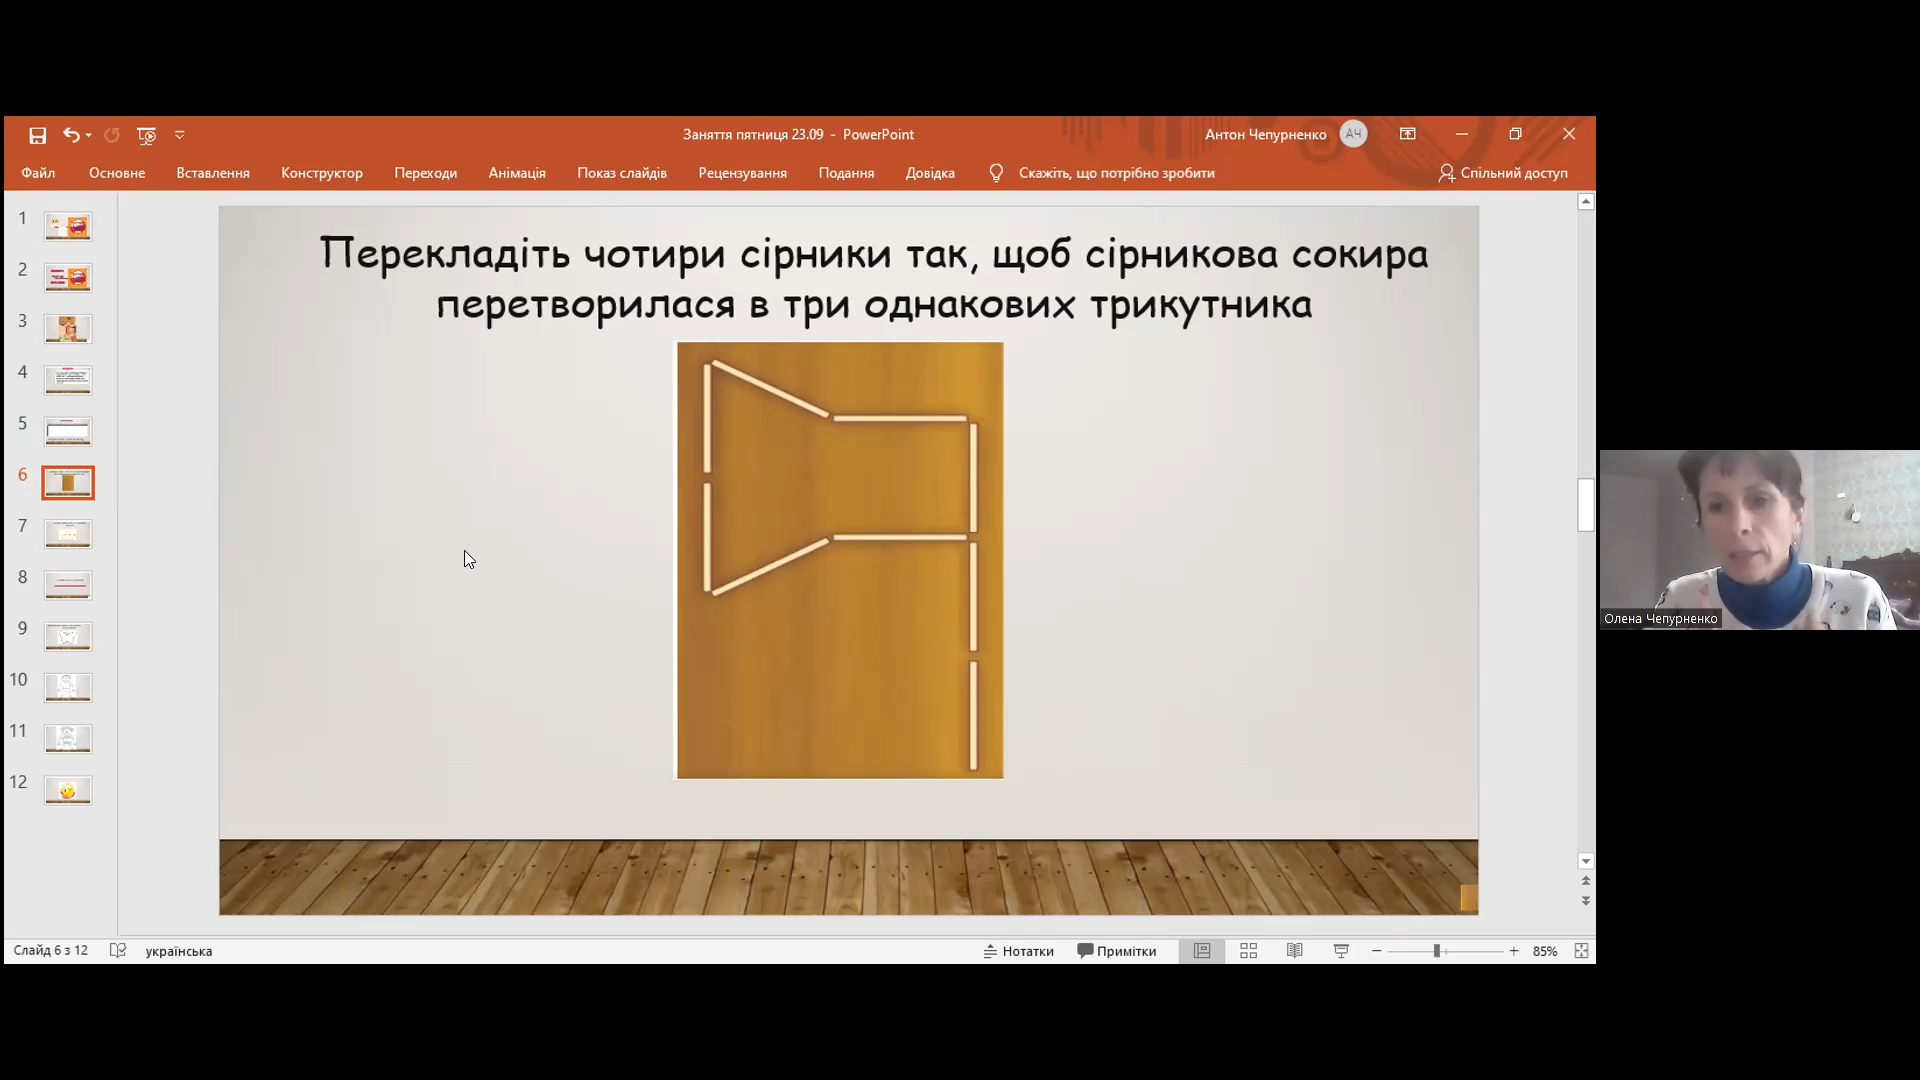 Заняття пятниця 23.09 - PowerPoint
Антон Чепурненко
АЧ
Файл Основне Вставлення Конструктор Переходи Анімація Показ слайдів Рецензування Подання Довідка Скажіть, що потрібно зробити Спільний доступ
1
2
3
4
5
6
7
8
9
10
11
12
Перекладіть чотири сірники так, щоб сірникова сокира
перетворилася в три однакових трикутника
Олена Чепурненко
Слайд 6 з 12 українська Нотатки Примітки 85%